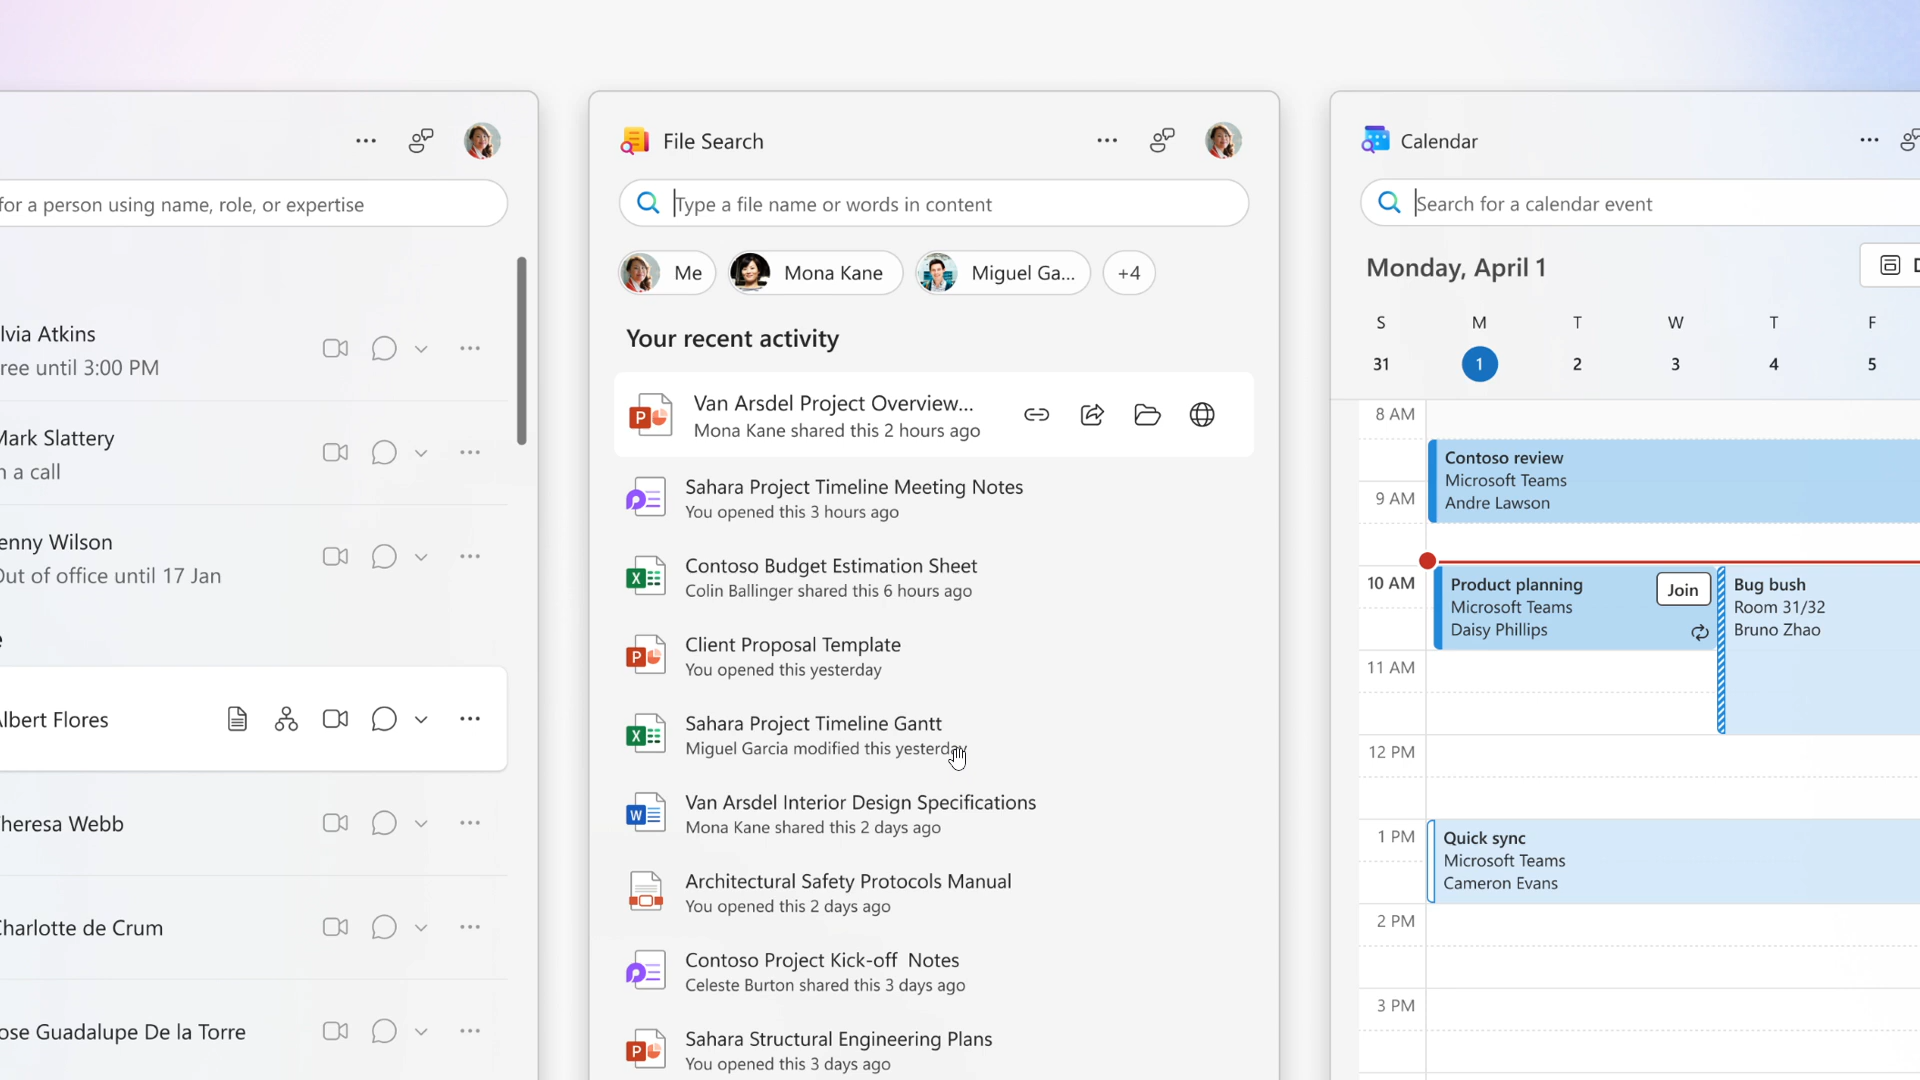 for a person using name, role, or expertise
lvia Atkins
ree until 3:00 PM
Mark Slattery
n a call
enny Wilson
Out of office until 17 Jan
e
lbert Flores
heresa Webb
Charlotte de Crum
ose Guadalupe De la Torre
File Search
Type a file name or words in content
Me
Mona Kane
Miguel Ga...
+4
Your recent activity
Van Arsdel Project Overview...
Mona Kane shared this 2 hours ago
Sahara Project Timeline Meeting Notes
You opened this 3 hours ago
Contoso Budget Estimation Sheet
Colin Ballinger shared this 6 hours ago
Client Proposal Template
You opened this yesterday
Sahara Project Timeline Gantt
Miguel Garcia modified this yesterday
Van Arsdel Interior Design Specifications
Mona Kane shared this 2 days ago
Architectural Safety Protocols Manual
You opened this 2 days ago
Contoso Project Kick-off Notes
Celeste Burton shared this 3 days ago
Sahara Structural Engineering Plans
You opened this 3 days ago
Calendar
Search for a calendar event
Monday, April 1
S M T W T F
31 1 2 3 4 5
8 AM
Contoso review
Microsoft Teams
9 AM
Andre Lawson
10 AM
Product planning
Microsoft Teams
Daisy Phillips
Join
Bug bush
Room 31/32
Bruno Zhao
11 AM
12 PM
1 PM
Quick sync
Microsoft Teams
Cameron Evans
2 PM
3 PM